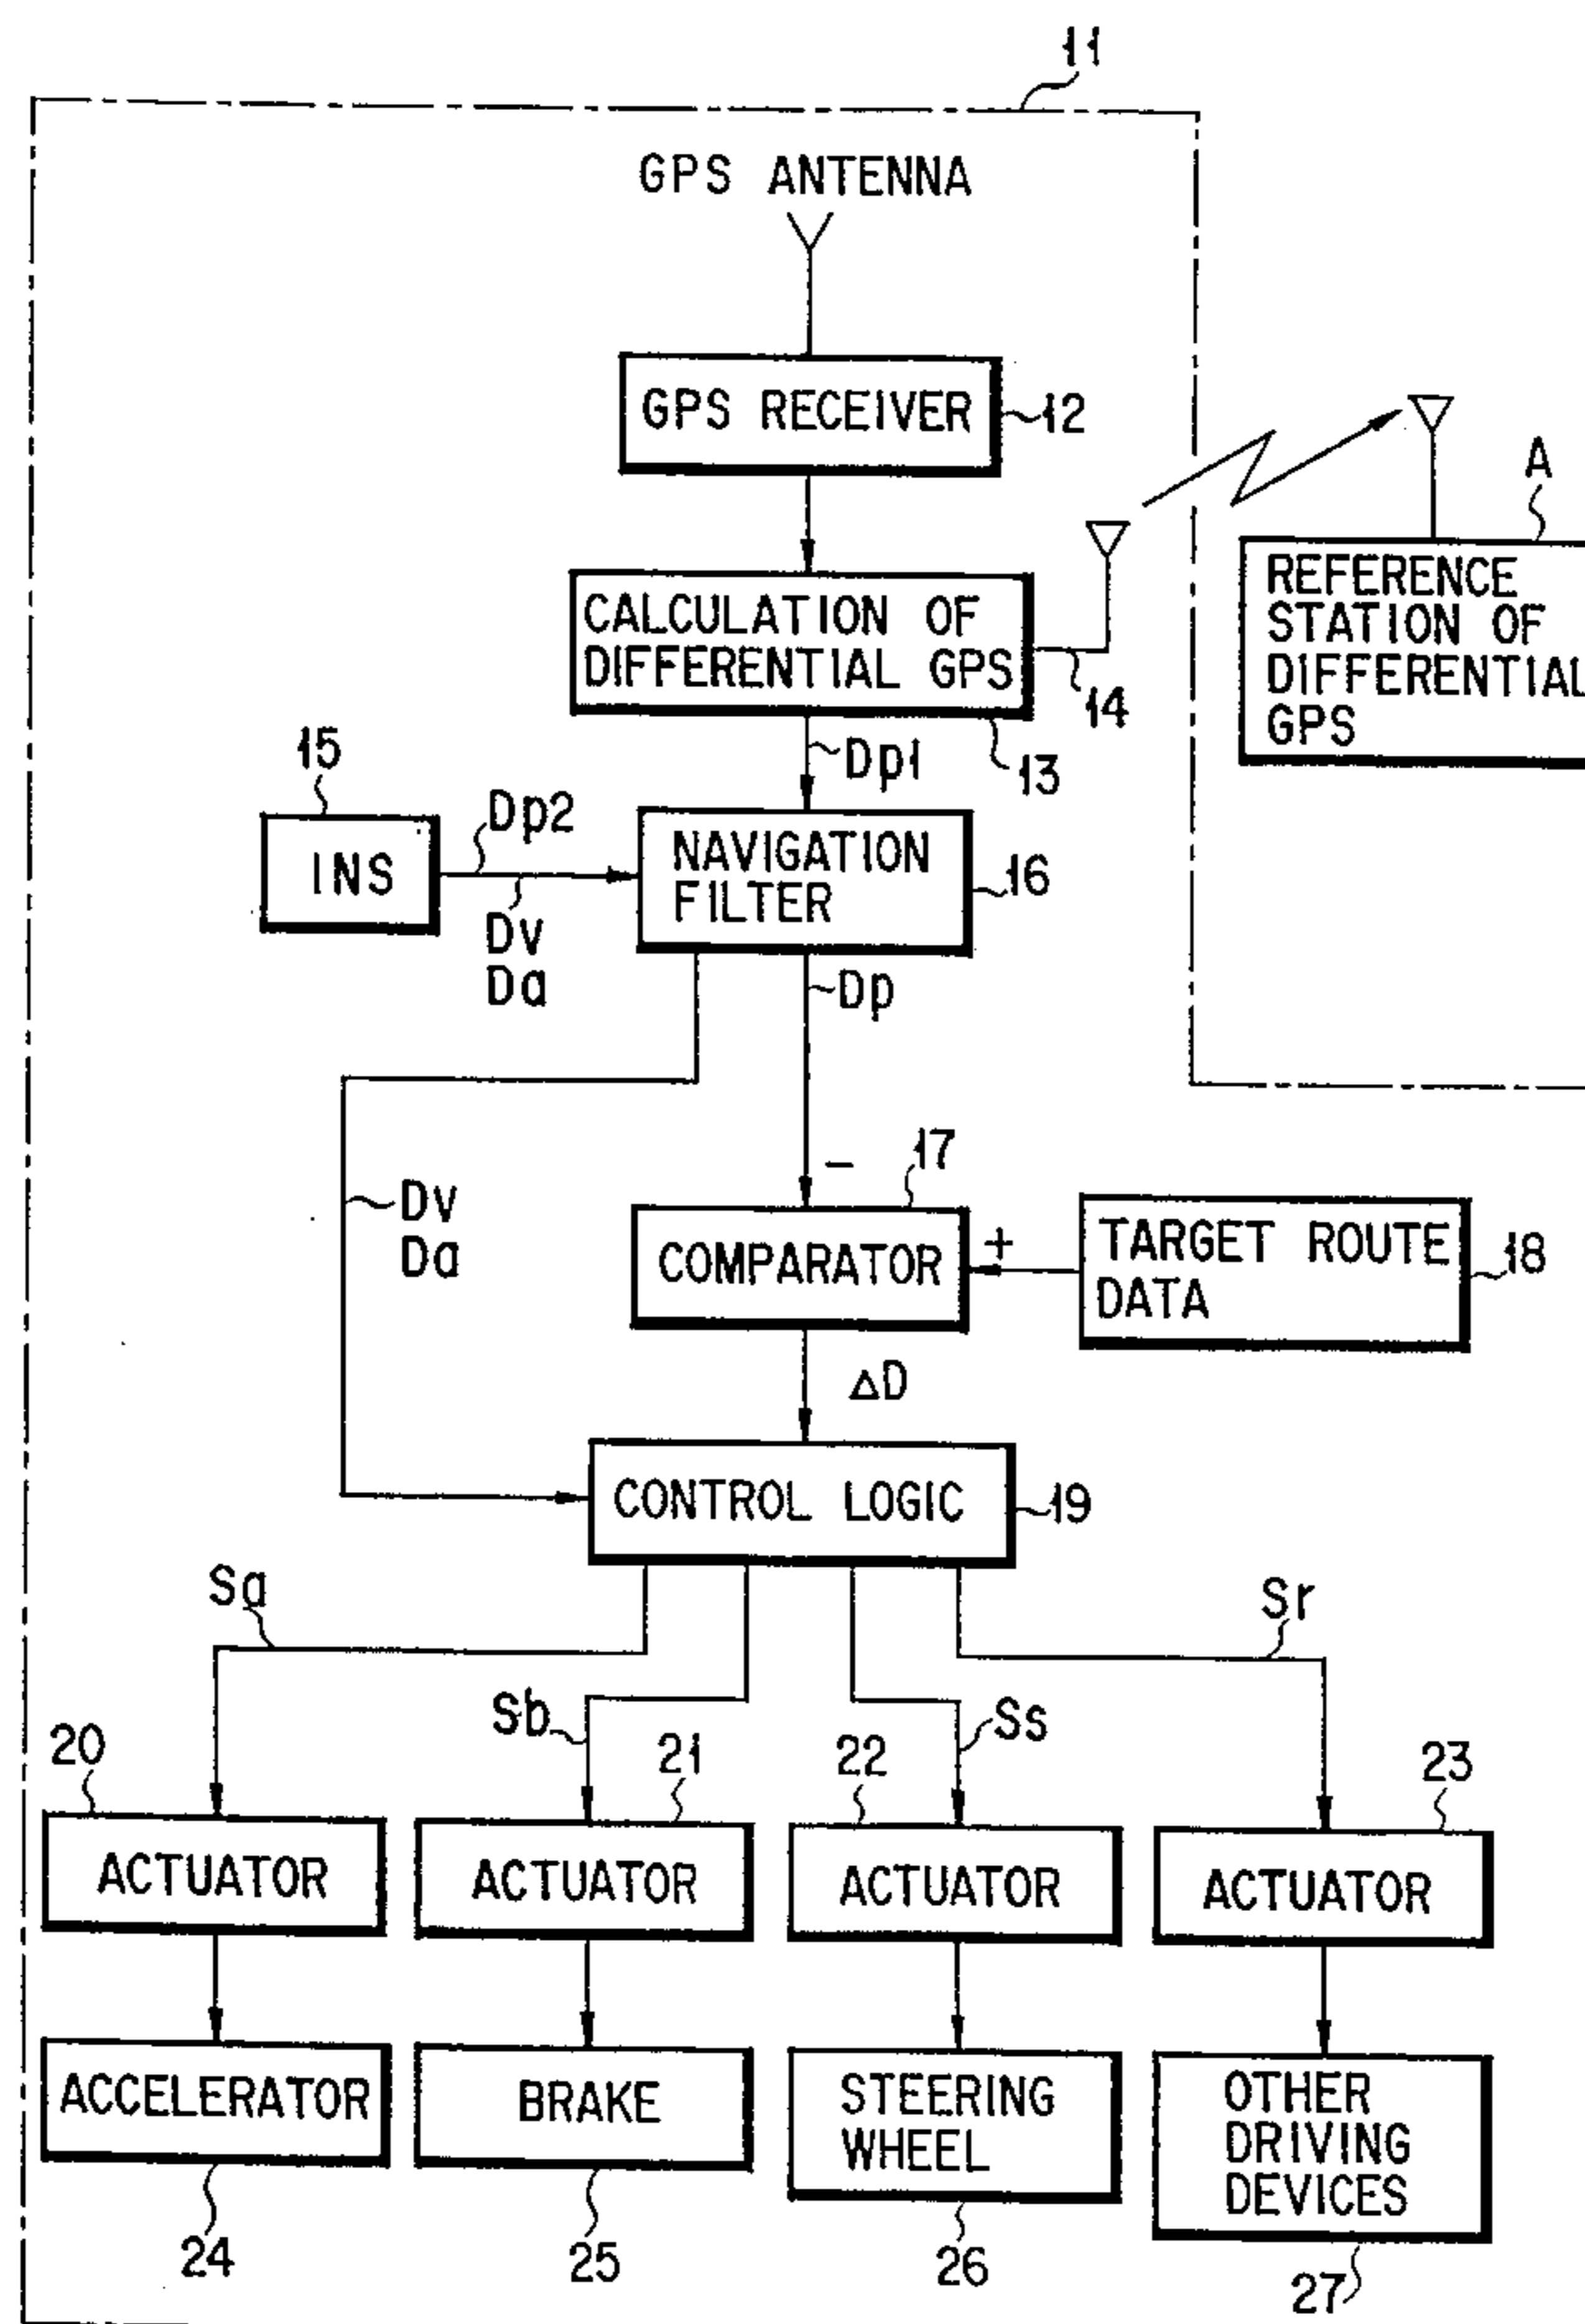 11
GPS ANTENNA
GPS RECEIVER
12
A
CALCULATION OF
DIFFERENTIAL GPS
14
REFERENCE
STATION OF
DIFFERENTIAL
GPS
13
Dp1
15
INS
Dp2
Dv
Da
NAVIGATION
FILTER
16
Dp
Dv
Da
-
17
COMPARATOR
+
TARGET ROUTE
DATA
18
ΔD
CONTROL LOGIC
19
Sa
Sb
Ss
Sr
20
21
22
23
ACTUATOR
ACTUATOR
ACTUATOR
ACTUATOR
ACCELERATOR
BRAKE
STEERING
WHEEL
OTHER
DRIVING
DEVICES
24
25
26
27